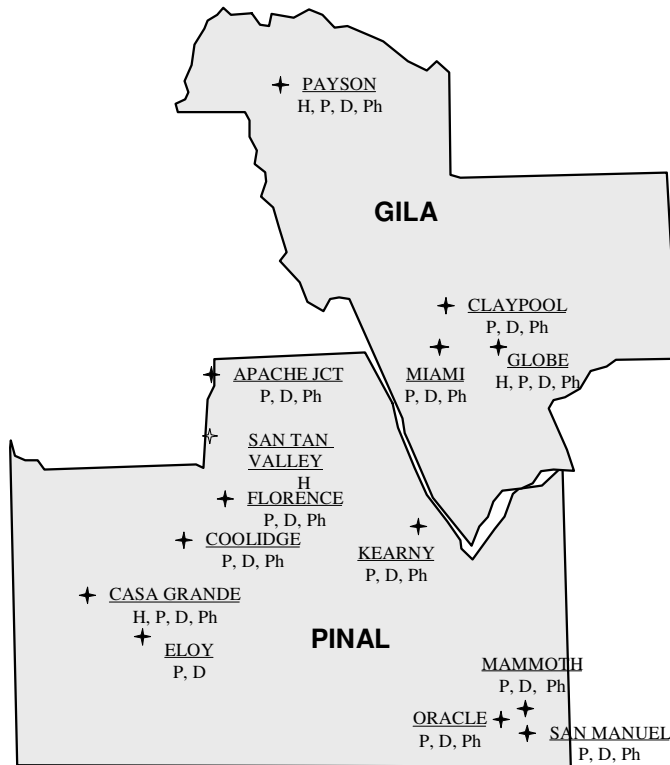 PAYSON
H, P, D, Ph
GILA
CLAYPOOL
P, D, Ph
MIAMI
P, D, Ph
GLOBE
H, P, D, Ph
APACHE JCT
P, D, Ph
SAN TAN
VALLEY
H
FLORENCE
P, D, Ph
COOLIDGE
P, D, Ph
KEARNY
P, D, Ph
CASA GRANDE
H, P, D, Ph
ELOY
P, D
PINAL
MAMMOTH
P, D, Ph
ORACLE
P, D, Ph
SAN MANUEL
P, D, Ph